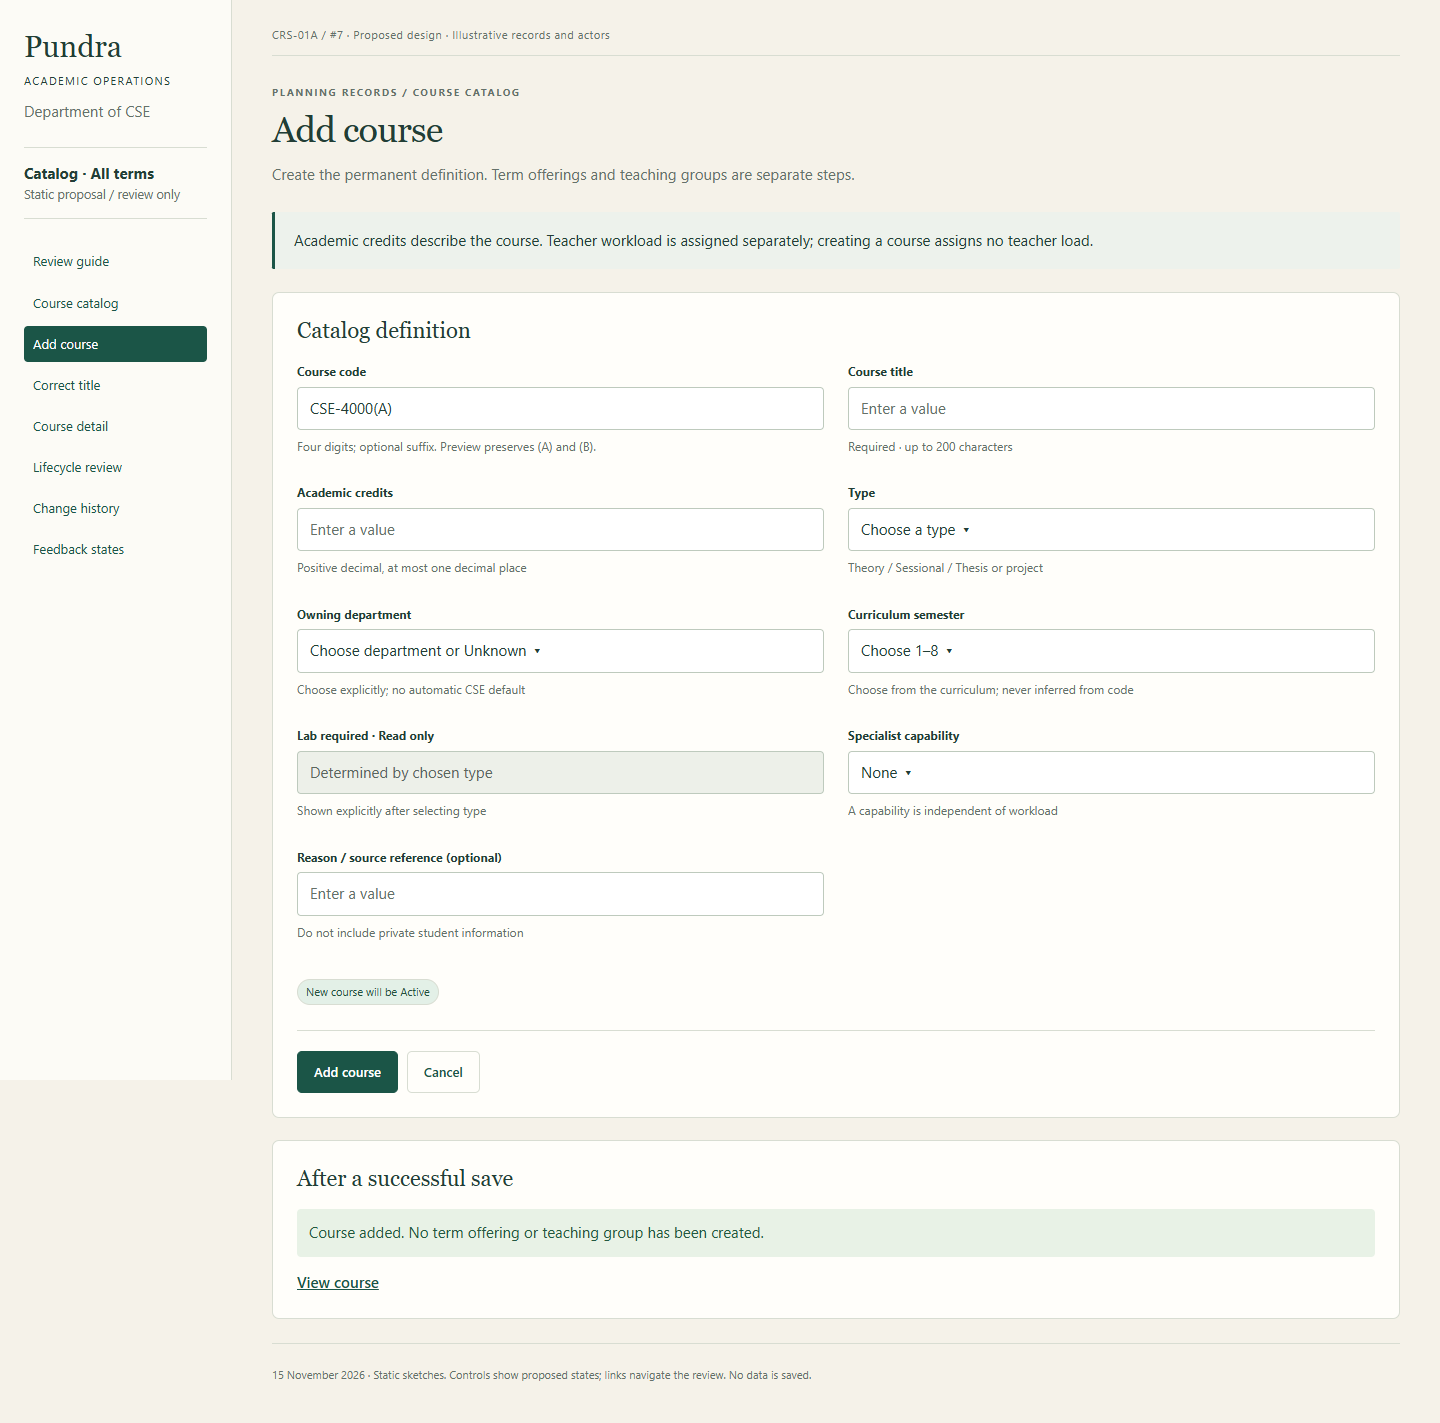 Pundra
ACADEMIC OPERATIONS
Department of CSE
Catalog · All terms
Static proposal / review only
Review guide
Course catalog
Add course
Correct title
Course detail
Lifecycle review
Change history
Feedback states
CRS-01A / #7 · Proposed design · Illustrative records and actors
PLANNING RECORDS / COURSE CATALOG
Add course
Create the permanent definition. Term offerings and teaching groups are separate steps.
Academic credits describe the course. Teacher workload is assigned separately; creating a course assigns no teacher load.
Catalog definition
Course code
CSE-4000(A)
Four digits; optional suffix. Preview preserves (A) and (B).
Course title
Enter a value
Required · up to 200 characters
Academic credits
Enter a value
Positive decimal, at most one decimal place
Type
Choose a type ▾
Theory / Sessional / Thesis or project
Owning department
Choose department or Unknown ▾
Choose explicitly; no automatic CSE default
Curriculum semester
Choose 1–8 ▾
Choose from the curriculum; never inferred from code
Lab required · Read only
Determined by chosen type
Shown explicitly after selecting type
Specialist capability
None ▾
A capability is independent of workload
Reason / source reference (optional)
Enter a value
Do not include private student information
New course will be Active
Add course
Cancel
After a successful save
Course added. No term offering or teaching group has been created.
View course
15 November 2026 · Static sketches. Controls show proposed states; links navigate the review. No data is saved.